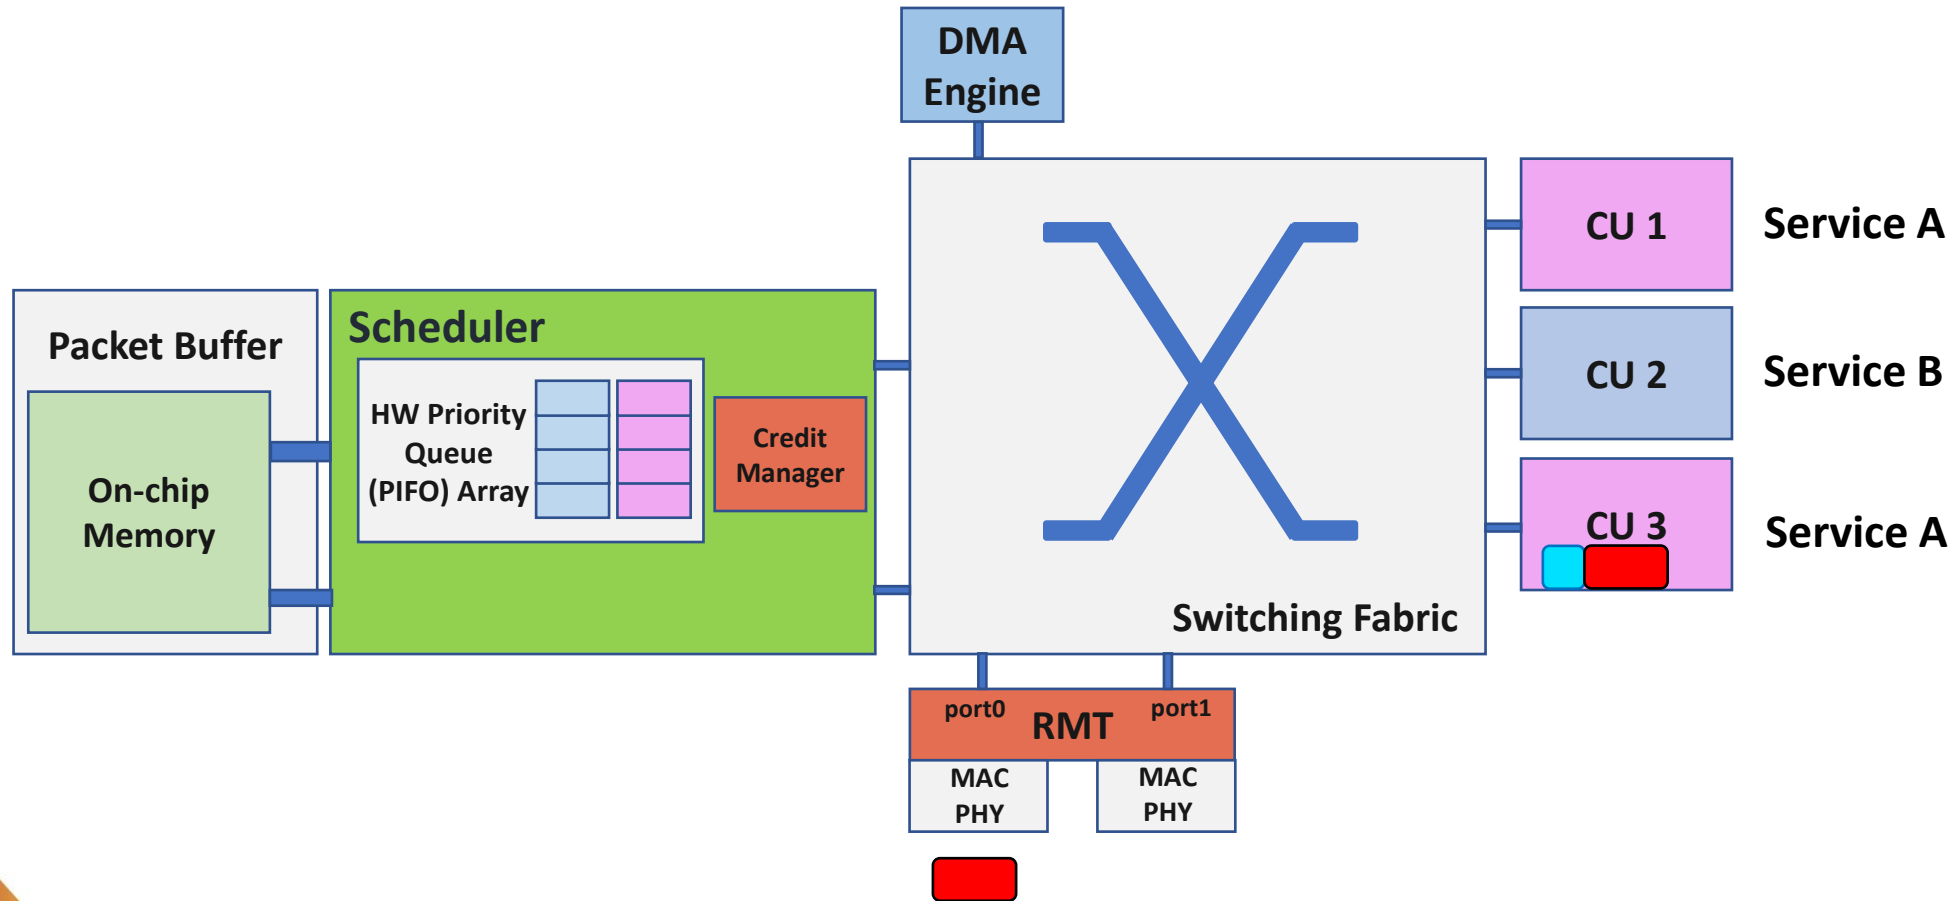 DMA
Engine
CU 1
Service A
CU 2
Service B
CU 3
Service A
Packet Buffer
On-chip
Memory
Scheduler
HW Priority
Queue
(PIFO) Array
Credit
Manager
Switching Fabric
port0
RMT
port1
MAC
PHY
MAC
PHY